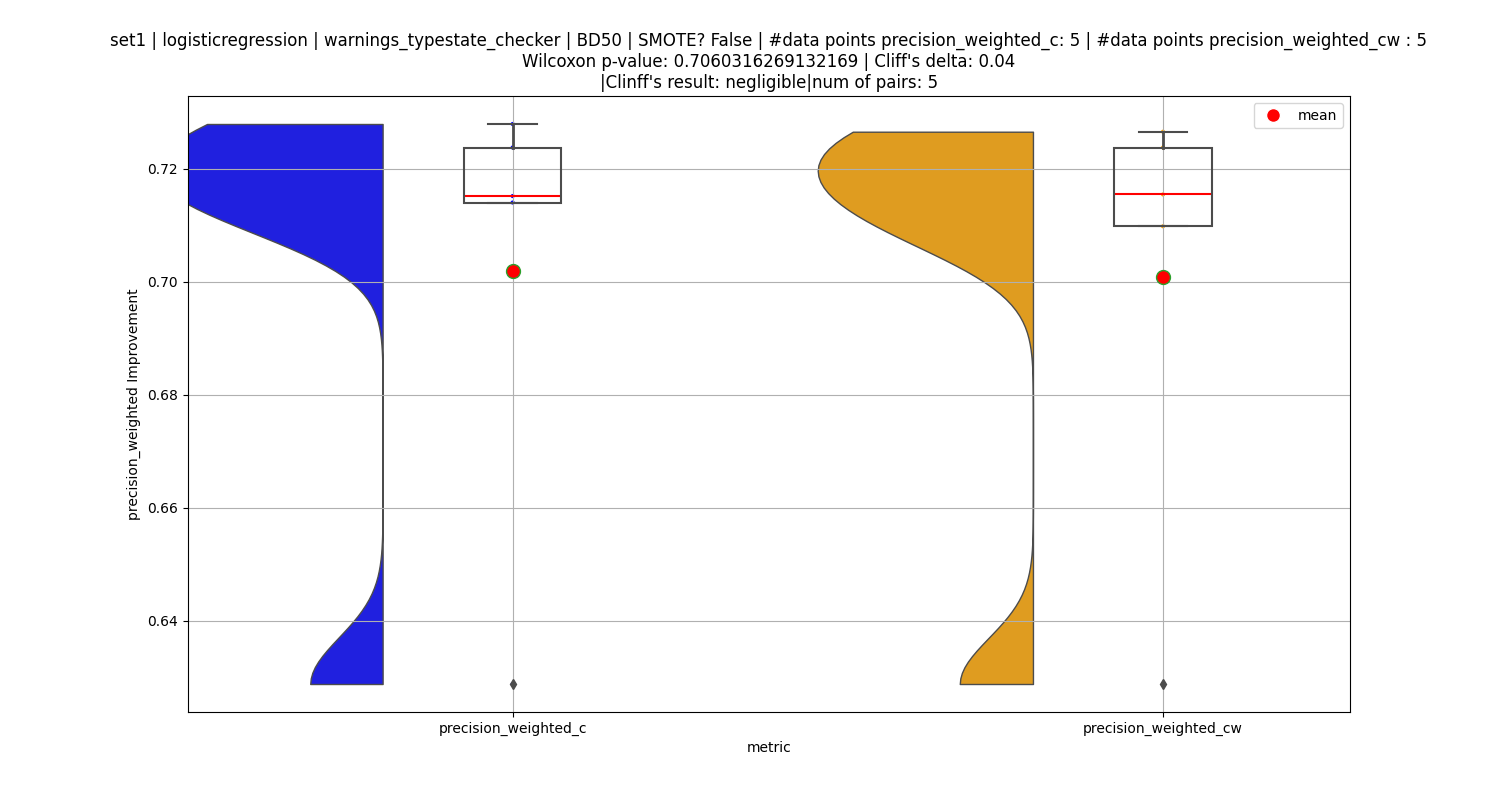 set1 | logisticregression | warnings_typestate_checker | BD50 | SMOTE? False | #data points precision_weighted_c: 5 | #data points precision_weighted_cw : 5
Wilcoxon p-value: 0.7060316269132169 | Cliff's delta: 0.04
|Clinff's result: negligible|num of pairs: 5
mean
0.72
0.70
0.68
0.66
0.64
precision_weighted Improvement
precision_weighted_c
precision_weighted_cw
metric